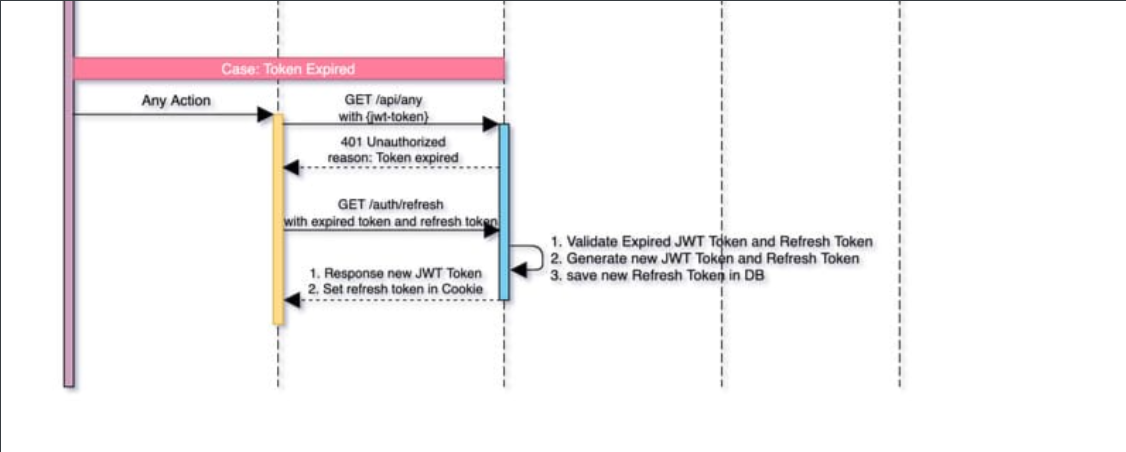 Case: Token Expired
Any Action
GET /api/any
with {jwt-token}
401 Unauthorized
reason: Token expired
GET /auth/refresh
with expired token and refresh token
1. Validate Expired JWT Token and Refresh Token
2. Generate new JWT Token and Refresh Token
3. save new Refresh Token in DB
1. Response new JWT Token
2. Set refresh token in Cookie